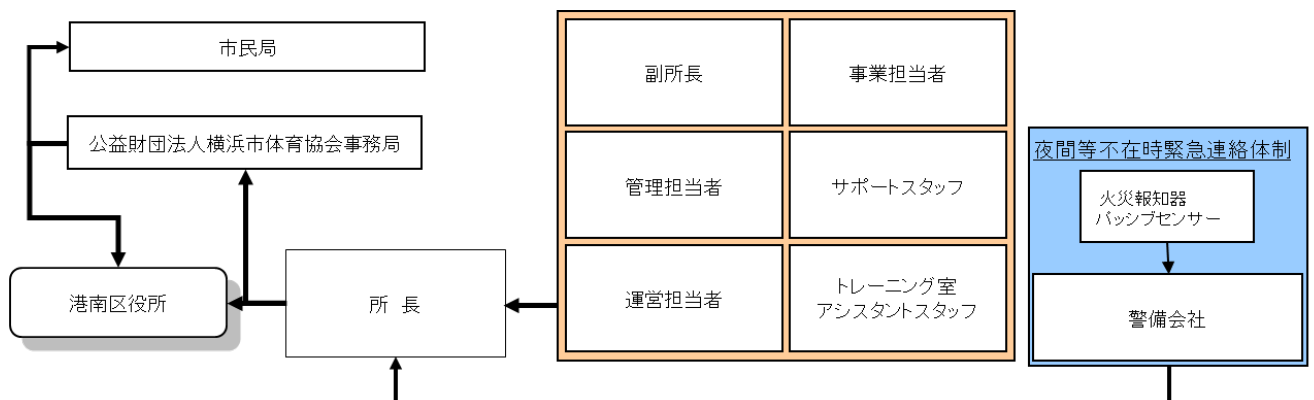 市民局
公益財団法人横浜市体育協会事務局
港南区役所
所 長
副所長
事業担当者
管理担当者
サポートスタッフ
運営担当者
トレーニング室
アシスタントスタッフ
夜間等不在時緊急連絡体制
火災報知器
パッシブセンサー
警備会社